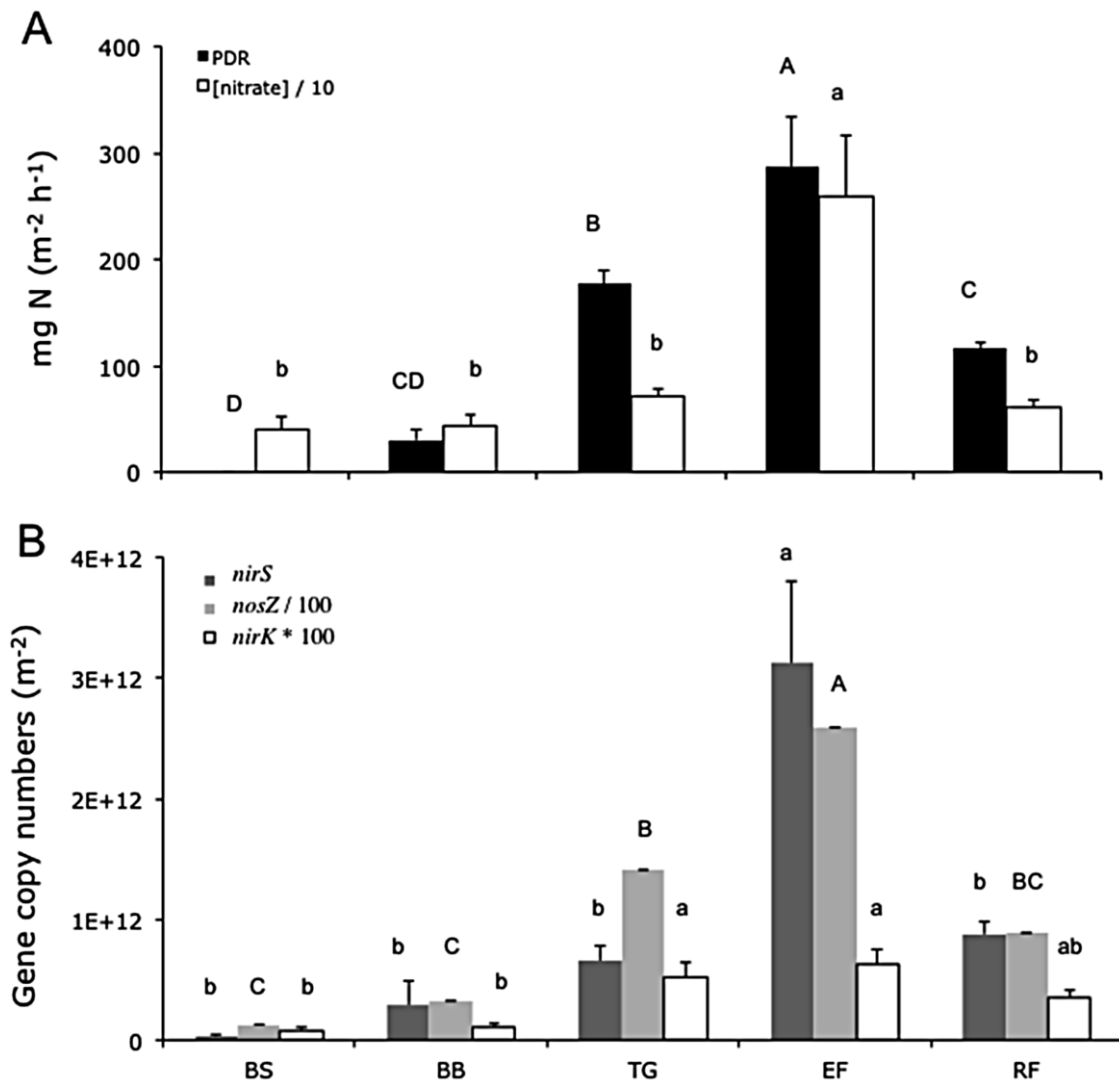 A
400
PDR
[nitrate] / 10
A
a
300
B
200
C
b
b
CD
b
b
D
100
0
mg N (m-2 h-1)
B
4E+12
nirS
nosZ / 100
nirK * 100
a
3E+12
A
2E+12
B
b
a
a
b
BC
ab
1E+12
b
C
b
b
C
b
0
Gene copy numbers (m-2)
BS BB TG EF RF